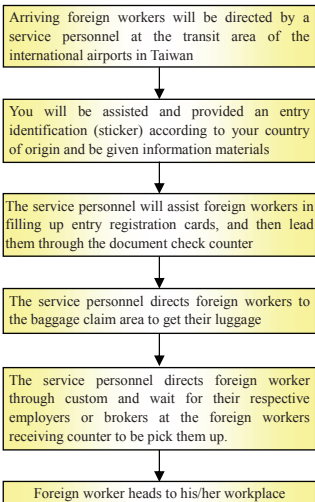 Arriving foreign workers will be directed by a
service personnel at the transit area of the
international airports in Taiwan
You will be assisted and provided an entry
identification (sticker) according to your country
of origin and be given information materials
The service personnel will assist foreign workers in
filling up entry registration cards, and then lead
them through the document check counter
The service personnel directs foreign workers to
the baggage claim area to get their luggage
The service personnel directs foreign worker
through custom and wait for their respective
employers or brokers at the foreign workers
receiving counter to be pick them up.
Foreign worker heads to his/her workplace